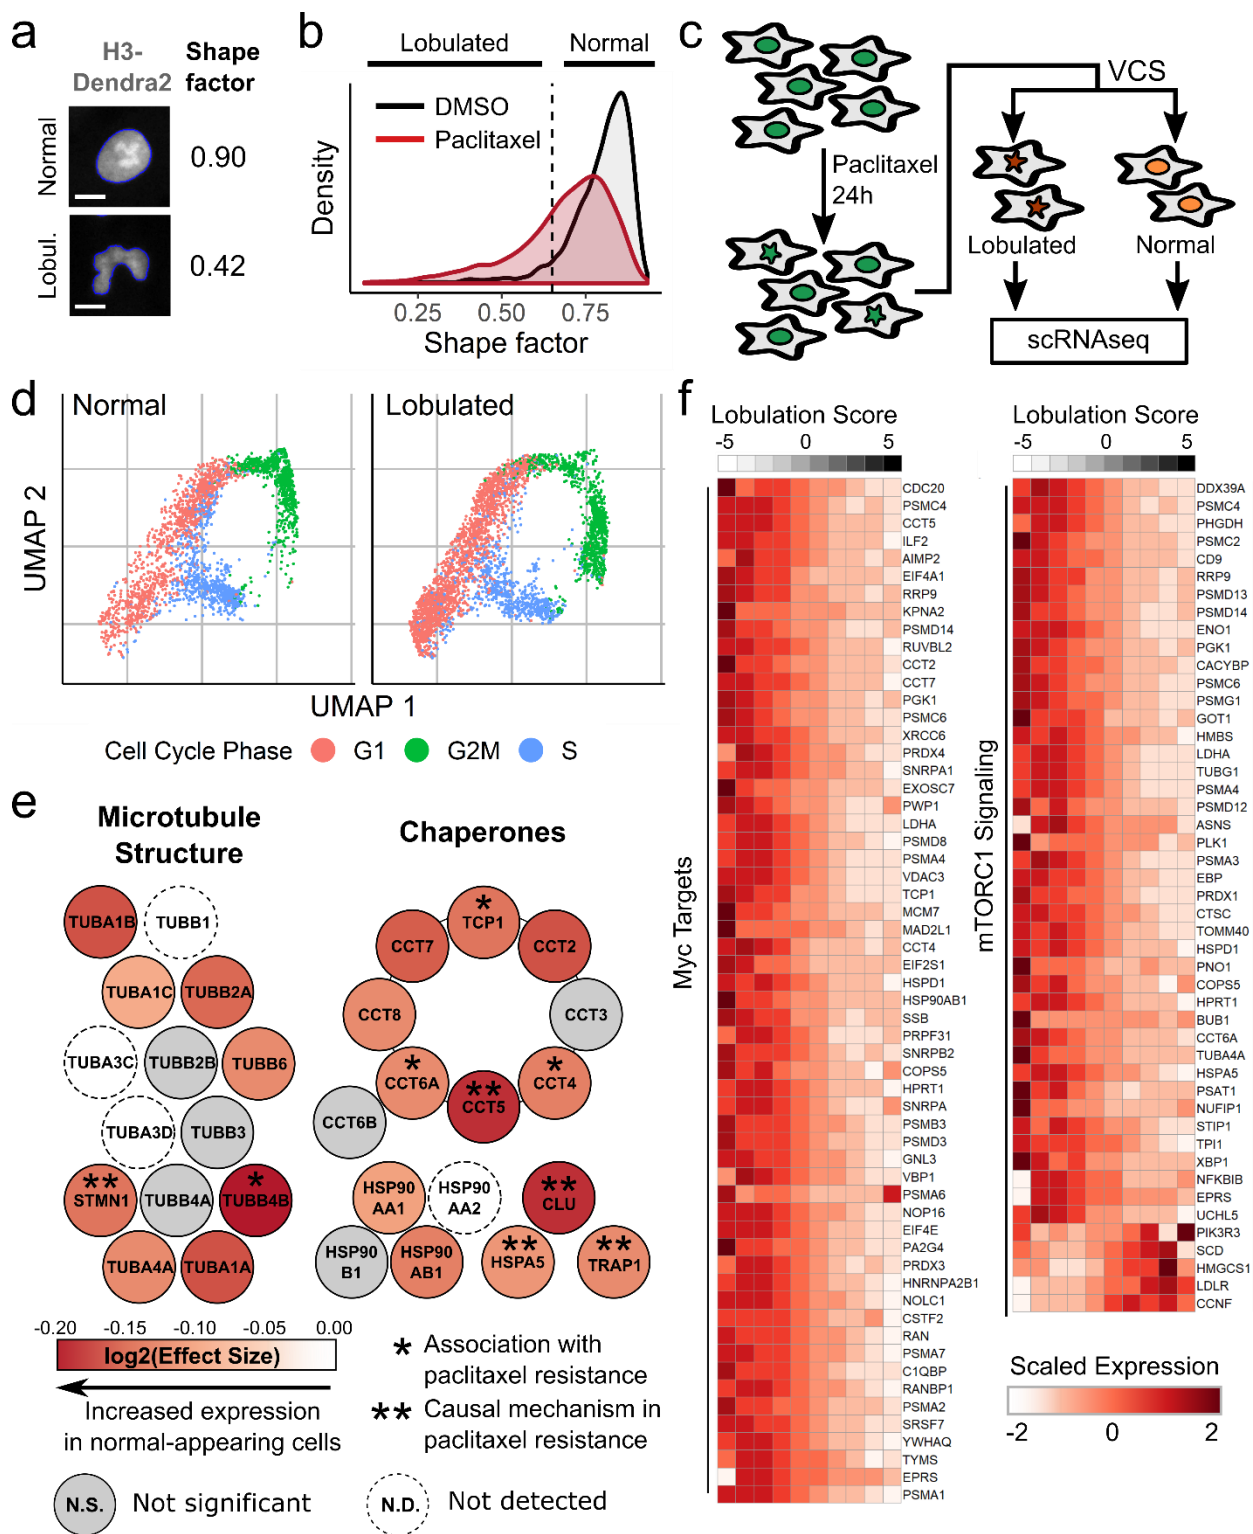 a
H3-
Dendra2
Shape
factor
Normal
0.90
Lobul.
0.42
b
Lobulated
Normal
DMSO
Paclitaxel
Density
0.25
0.50
0.75
Shape factor
c
VCS
Paclitaxel
24h
Lobulated
Normal
scRNAseq
d
Normal
Lobulated
UMAP 2
UMAP 1
Cell Cycle Phase
G1
G2M
S
e
Microtubule
Structure
Chaperones
TUBA1B
TUBB1
TUBA1C
TUBB2A
TUBA3C
TUBB2B
TUBB6
TUBA3D
TUBB3
**
STMN1
TUBB4A
*
TUBB4B
TUBA4A
TUBA1A
*
TCP1
CCT7
CCT2
CCT8
CCT3
*
CCT6A
*
CCT4
**
CCT5
CCT6B
HSP90
AA1
HSP90
AA2
**
CLU
HSP90
B1
HSP90
AB1
**
HSPA5
**
TRAP1
-0.20
-0.15
-0.10
-0.05
0.00
log2(Effect Size)
Increased expression
in normal-appearing cells
* Association with
paclitaxel resistance
** Causal mechanism in
paclitaxel resistance
N.S.
Not significant
N.D.
Not detected
f
Lobulation Score
-5
0
5
Myc Targets
CDC20
PSMC4
CCT5
ILF2
AIMP2
EIF4A1
RRP9
KPNA2
PSMD14
RUVBL2
CCT2
CCT7
PGK1
PSMC6
XRCC6
PRDX4
SNRPA1
EXOSC7
PWP1
LDHA
PSMD8
PSMA4
VDAC3
TCP1
MCM7
MAD2L1
CCT4
EIF2S1
HSPD1
HSP90AB1
SSB
PRPF31
SNRPB2
COPS5
HPRT1
SNRPA
PSMB3
PSMD3
GNL3
VBP1
PSMA6
NOP16
EIF4E
PA2G4
PRDX3
HNRNPA2B1
NOLC1
CSTF2
RAN
PSMA7
C1QBP
RANBP1
PSMA2
SRSF7
YWHAQ
TYMS
EPRS
PSMA1
Lobulation Score
-5
0
5
mTORC1 Signaling
DDX39A
PSMC4
PHGDH
PSMC2
CD9
RRP9
PSMD13
PSMD14
ENO1
PGK1
CACYBP
PSMC6
PSMG1
GOT1
HMBS
LDHA
TUBG1
PSMA4
PSMD12
ASNS
PLK1
PSMA3
EBP
PRDX1
CTSC
TOMM40
HSPD1
PNO1
COPS5
HPRT1
BUB1
CCT6A
TUBA4A
HSPA5
PSAT1
NUFIP1
STIP1
TPI1
XBP1
NFKBIB
EPRS
UCHL5
PIK3R3
SCD
HMGCS1
LDLR
CCNF
Scaled Expression
-2
0
2